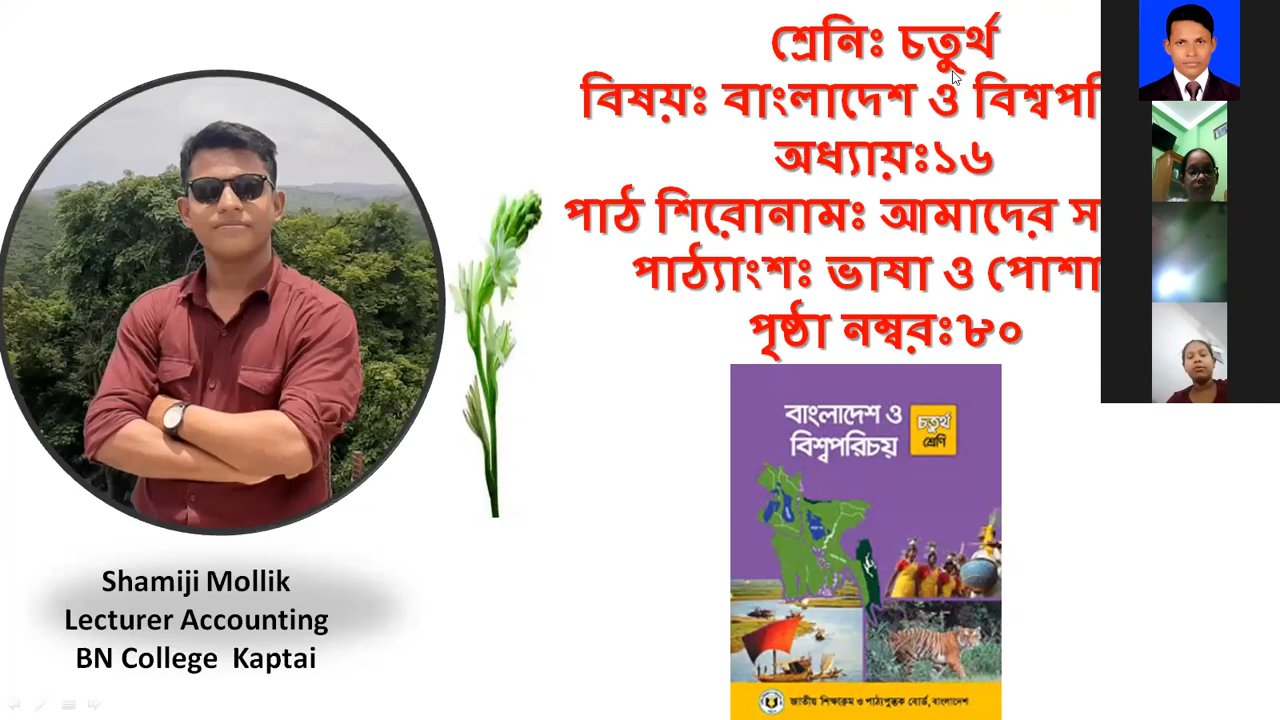 শ্রেনিঃ চতুর্থ
বিষয়ঃ বাংলাদেশ ও
অধ্যায়ঃ১৬
পাঠ শিরোনামঃ আমাদের
পাঠ্যাংশঃ ভাষা ও
পৃষ্ঠা নম্বরঃ৮০
বাংলাদেশ ও
বিশ্বপরিচয়
চতুর্থ
শ্রেণি
জাতীয় শিক্ষাক্রম ও পাঠ্যপুস্তক বোর্ড, বাংলাদেশ
Shamiji Mollik
Lecturer Accounting
BN College Kaptai